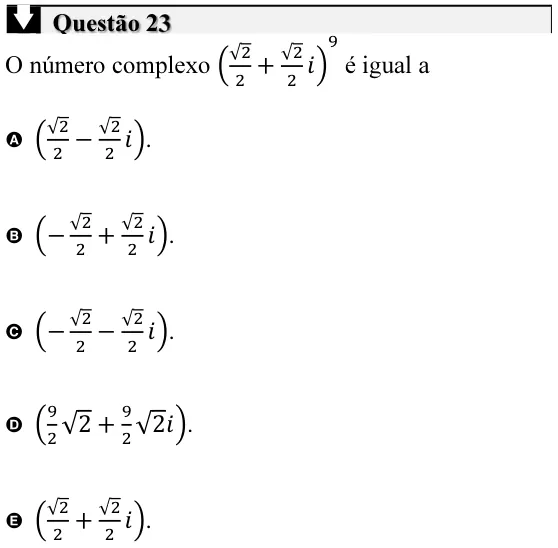 Questão 23
O número complexo (√2/2 + √2/2 i)^9 é igual a
A (√2/2 − √2/2 i).
B (−√2/2 + √2/2 i).
C (−√2/2 − √2/2 i).
D (9/2 √2 + 9/2 √2i).
E (√2/2 + √2/2 i).